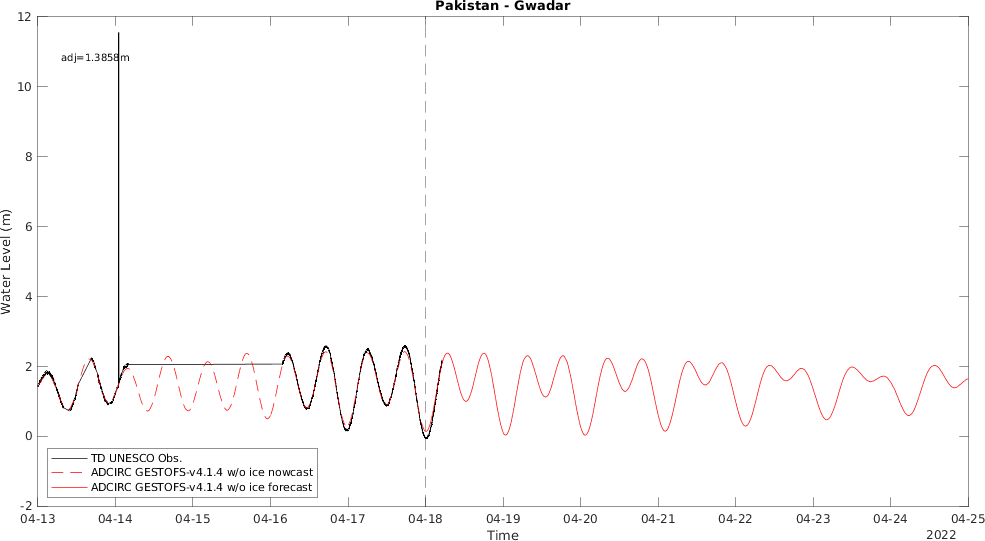 Pakistan - Gwadar
12
adj=1.3858m
10
8
6
4
2
0
-2
Water Level (m)
TD UNESCO Obs.
ADCIRC GESTOFS-v4.1.4 w/o ice nowcast
ADCIRC GESTOFS-v4.1.4 w/o ice forecast
04-13 04-14 04-15 04-16 04-17 04-18 04-19 04-20 04-21 04-22 04-23 04-24 04-25
Time
2022